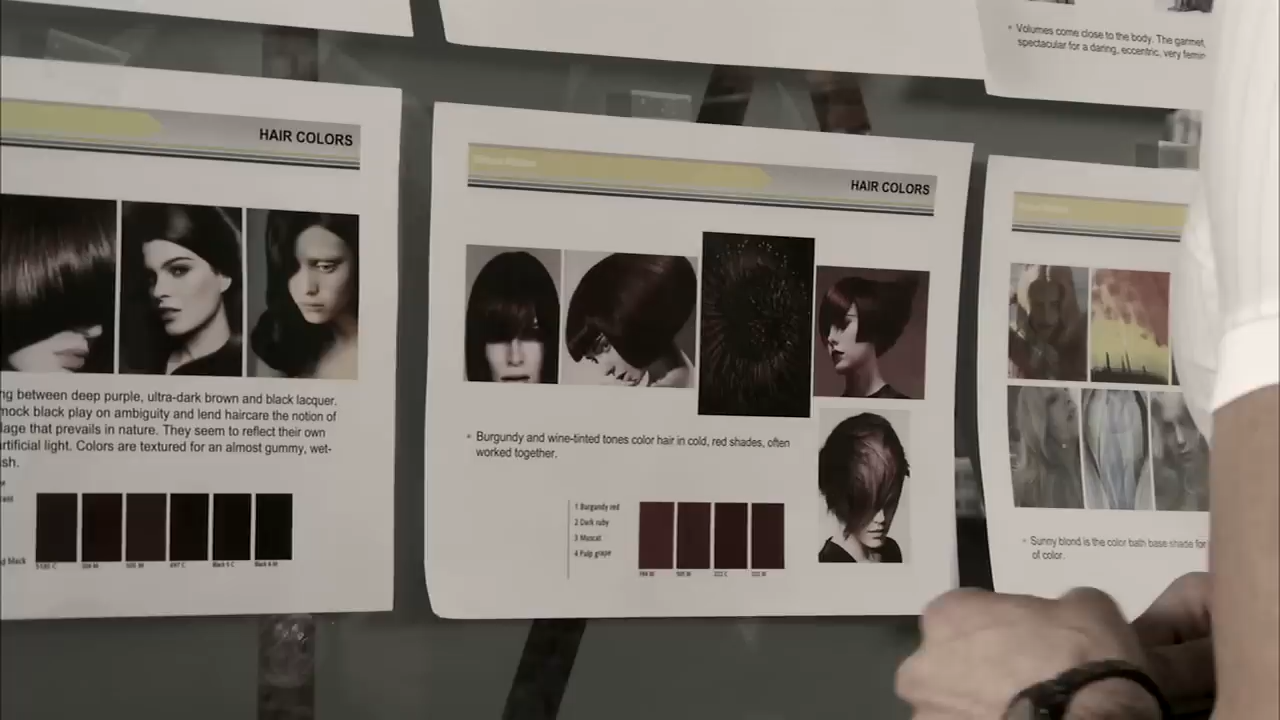 Volumes come close to the body. The garmet,
spectacular for a daring, eccentric, very femin
HAIR COLORS
ng between deep purple, ultra-dark brown and black lacquer.
mock black play on ambiguity and lend haircare the notion of
lage that prevails in nature. They seem to reflect their own
rtificial light. Colors are textured for an almost gummy, wet-
sh.
d black
Black 6 C
HAIR COLORS
Burgundy and wine-tinted tones color hair in cold, red shades, often
worked together.
1 Burgundy red
2 Dark ruby
3 Muscat
4 Pulp grape
Sunny blond is the color bath base shade for
of color.